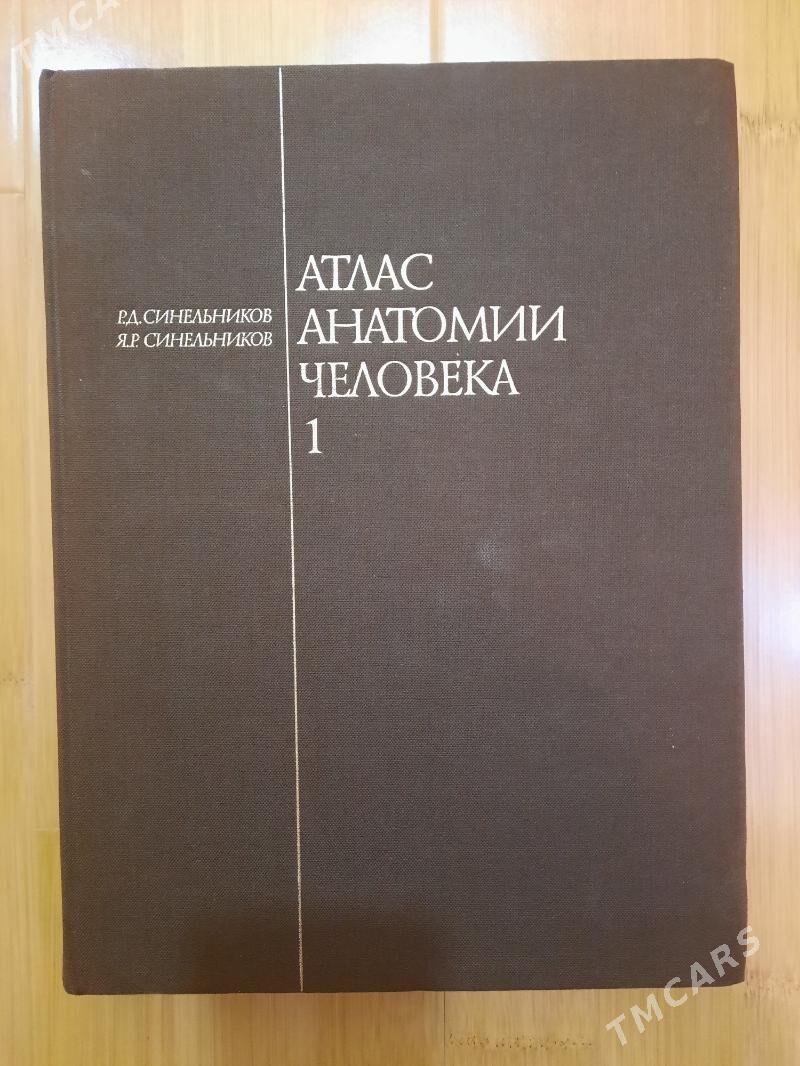 Р.Д. СИНЕЛЬНИКОВ
Я.Р. СИНЕЛЬНИКОВ
АТЛАС
АНАТОМИИ
ЧЕЛОВЕКА
1
TMCARS
TMCARS